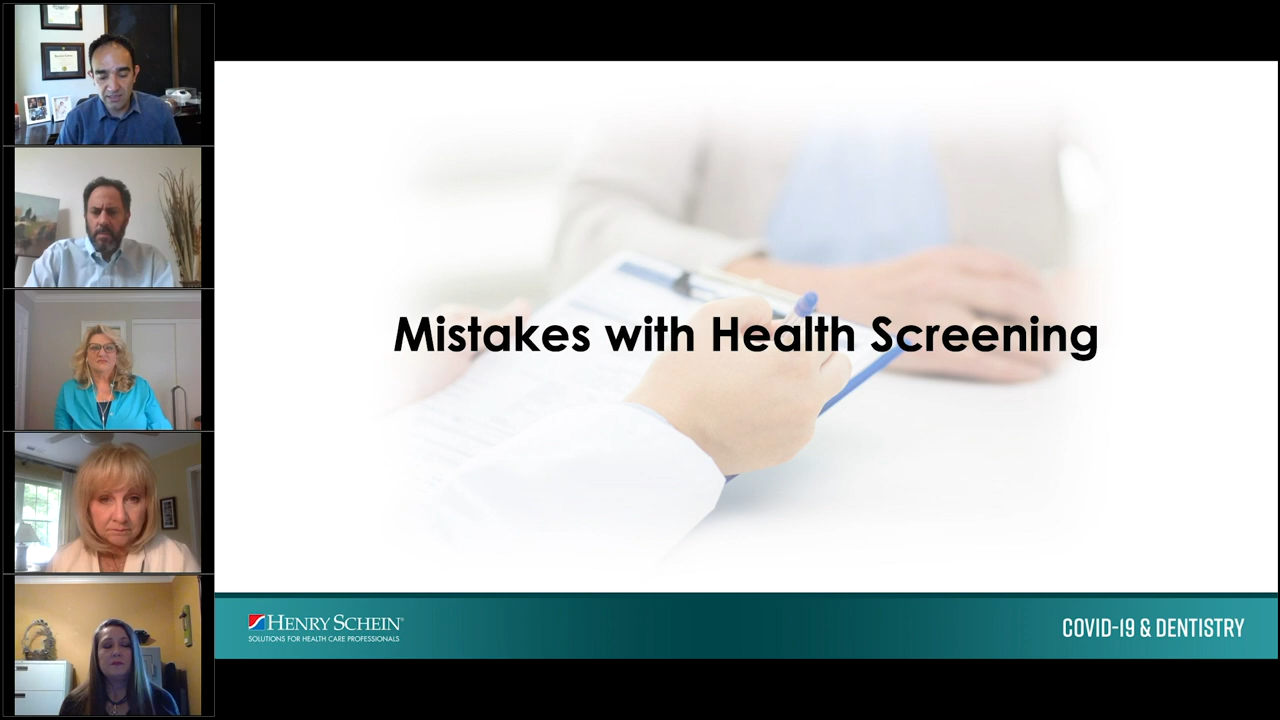 Mistakes with Health Screening
HENRY SCHEIN®
SOLUTIONS FOR HEALTH CARE PROFESSIONALS
COVID-19 & DENTISTRY